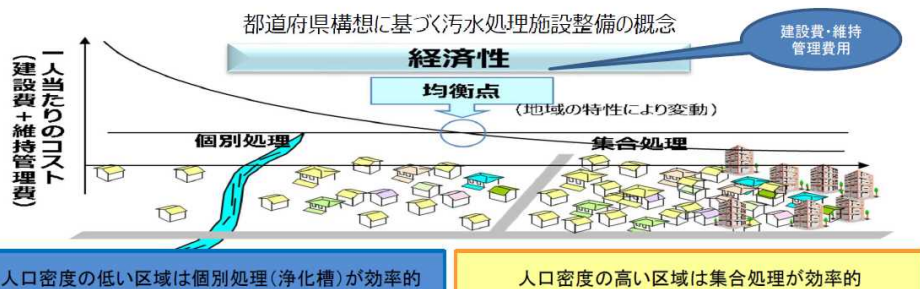 都道府県構想に基づく汚水処理施設整備の概念
建設費・維持
管理費用
経済性
均衡点
(地域の特性により変動)
一人当たりのコスト
(建設費+維持管理費)
個別処理
集合処理
人口密度の低い区域は個別処理(浄化槽)が効率的
人口密度の高い区域は集合処理が効率的